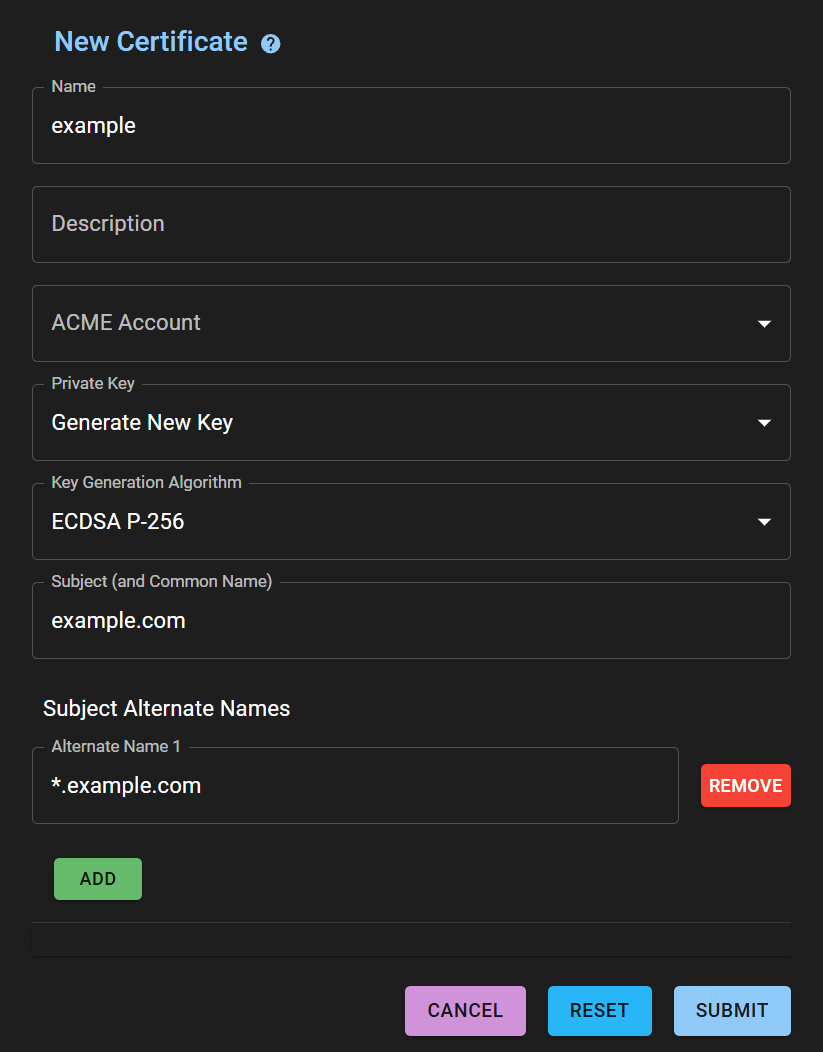 New Certificate ?
Name
example
Description
ACME Account
Private Key
Generate New Key
Key Generation Algorithm
ECDSA P-256
Subject (and Common Name)
example.com
Subject Alternate Names
Alternate Name 1
*.example.com
REMOVE
ADD
CANCEL RESET SUBMIT